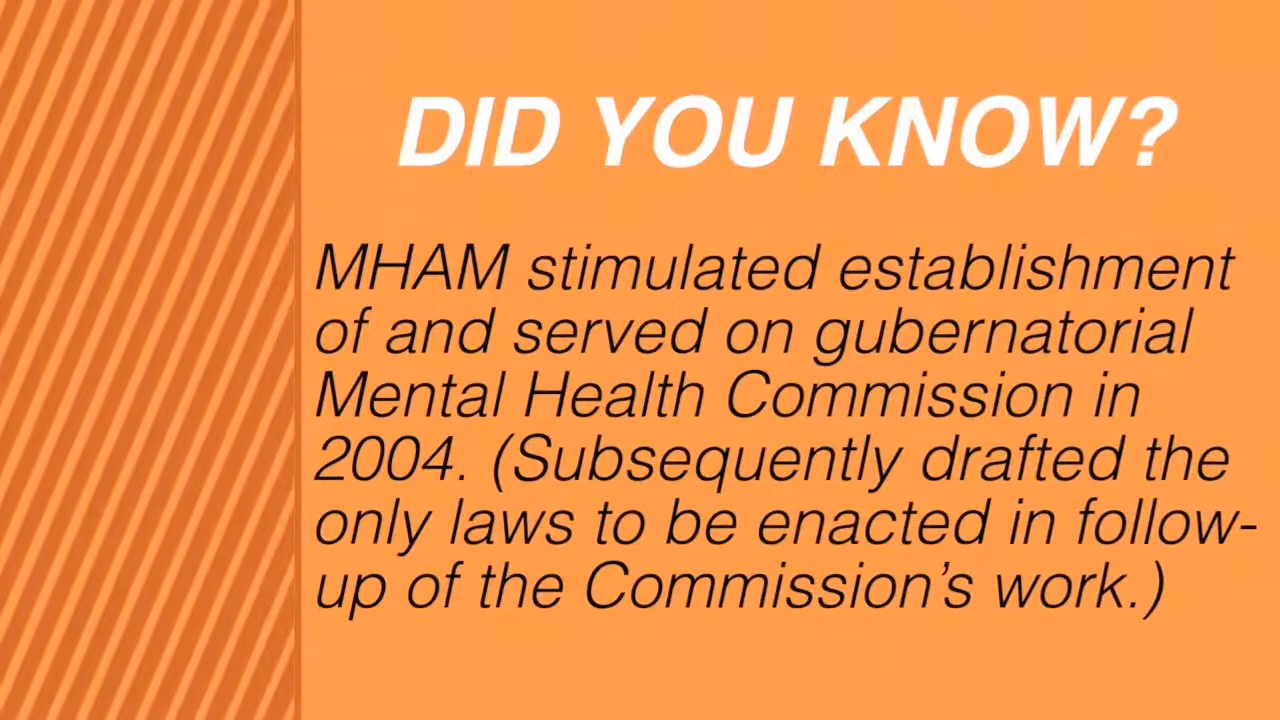 DID YOU KNOW?
MHAM stimulated establishment
of and served on gubernatorial
Mental Health Commission in
2004. (Subsequently drafted the
only laws to be enacted in follow-
up of the Commission’s work.)